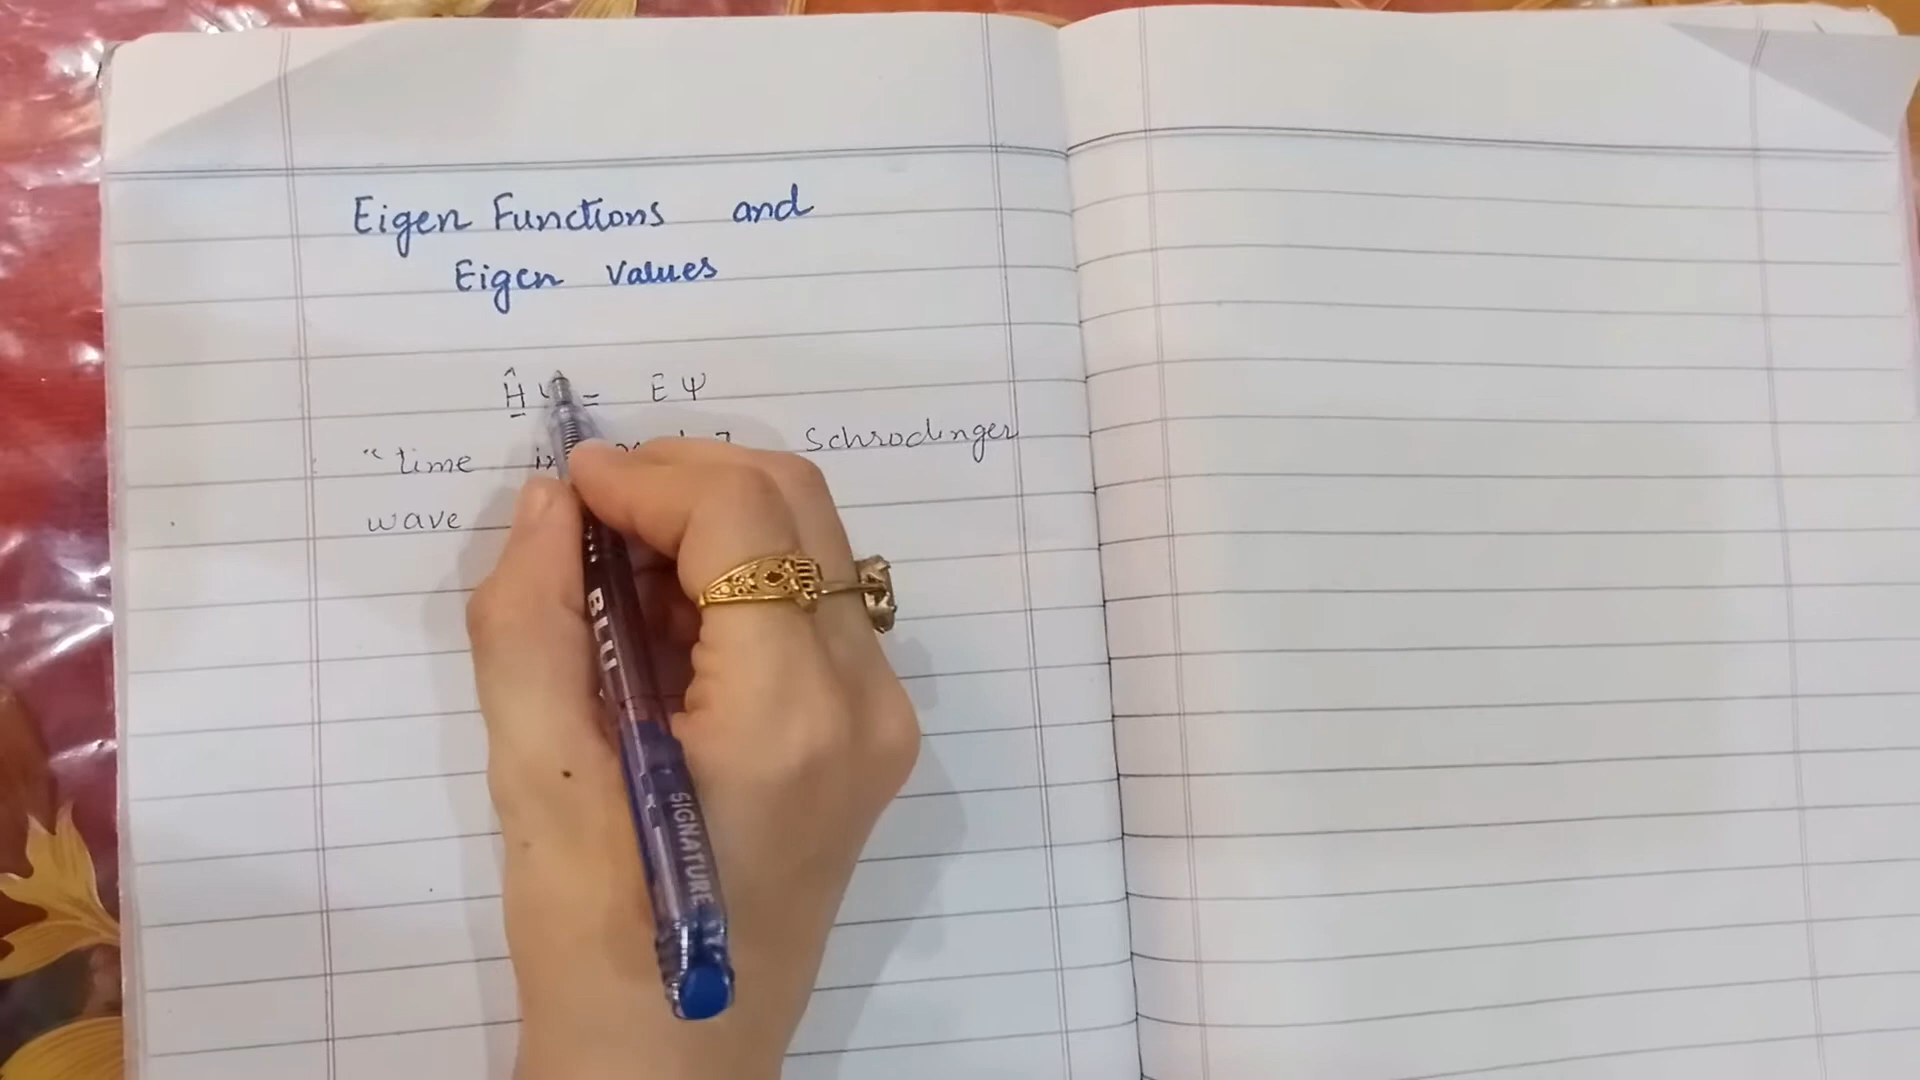 Eigen Functions and
Eigen Values
Ĥ Ψ = E Ψ
"time Schrodinger
wave
BLU
SIGNATURE